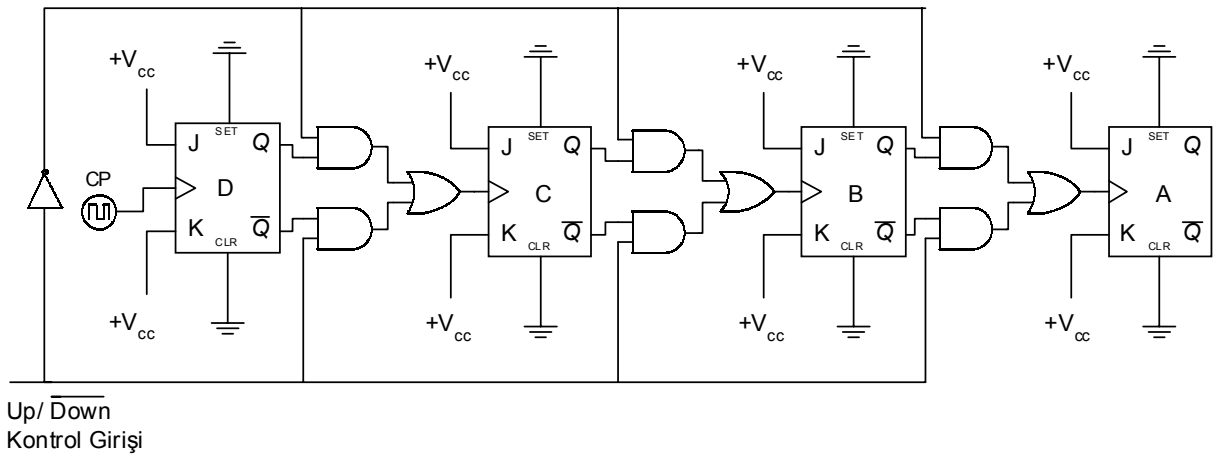 +Vcc +Vcc +Vcc +Vcc
SET SET SET SET
J Q J Q J Q J Q
CP
D C B A
K Q̅ K Q̅ K Q̅ K Q̅
CLR CLR CLR CLR
+Vcc +Vcc +Vcc +Vcc
Up/ D̅o̅w̅n̅
Kontrol Girişi